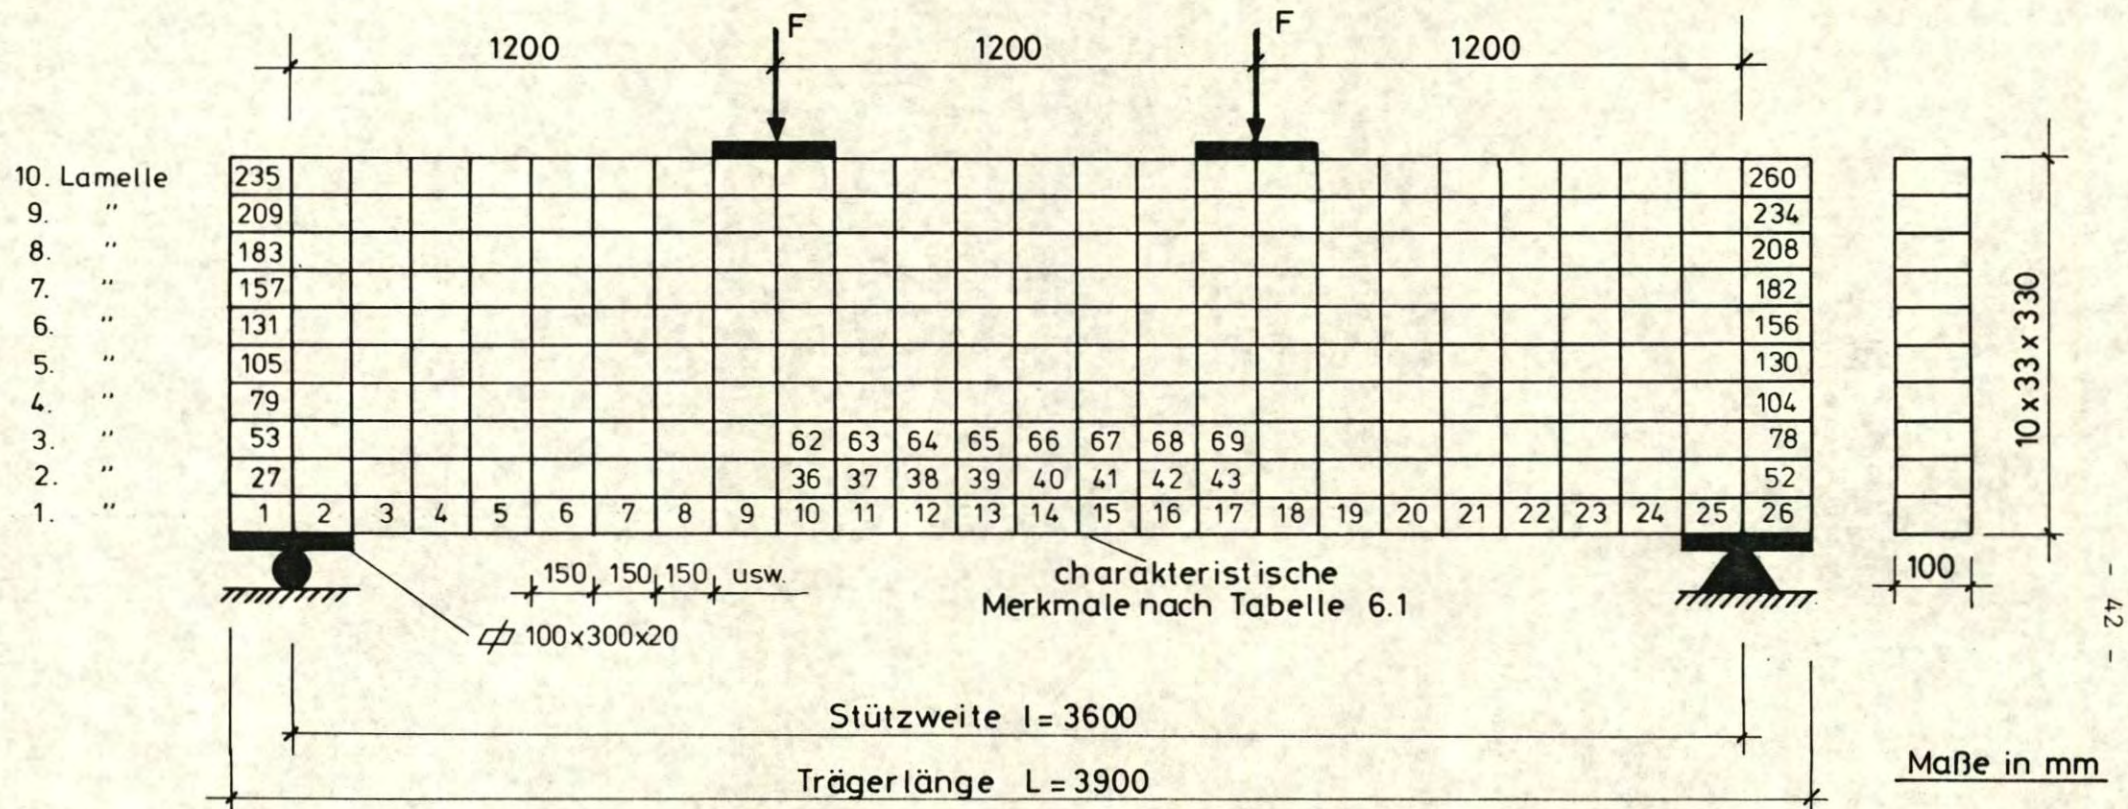 F F
1200 1200 1200
10. Lamelle 235 260
9. " 209 234
8. " 183 208
7. " 157 182
6. " 131 156
5. " 105 130
4. " 79 104
3. " 53 62 63 64 65 66 67 68 69 78
2. " 27 36 37 38 39 40 41 42 43 52
1. " 1 2 3 4 5 6 7 8 9 10 11 12 13 14 15 16 17 18 19 20 21 22 23 24 25 26
10 x 33 x 330
150 150 150 usw.
charakteristische
Merkmale nach Tabelle 6.1
100
100x300x20
- 42 -
Stützweite l = 3600
Trägerlänge L = 3900
Maße in mm